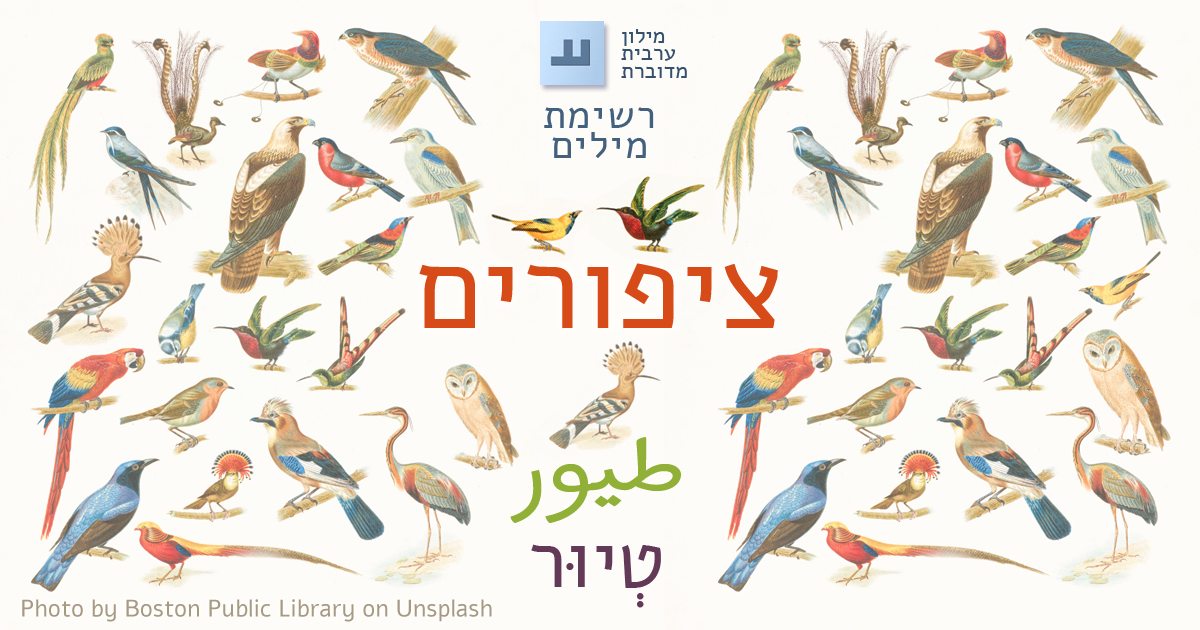 ע
מילון
ערבית
מדוברת
רשימת
מילים
ציפורים
طيور
טְיוּר
Photo by Boston Public Library on Unsplash